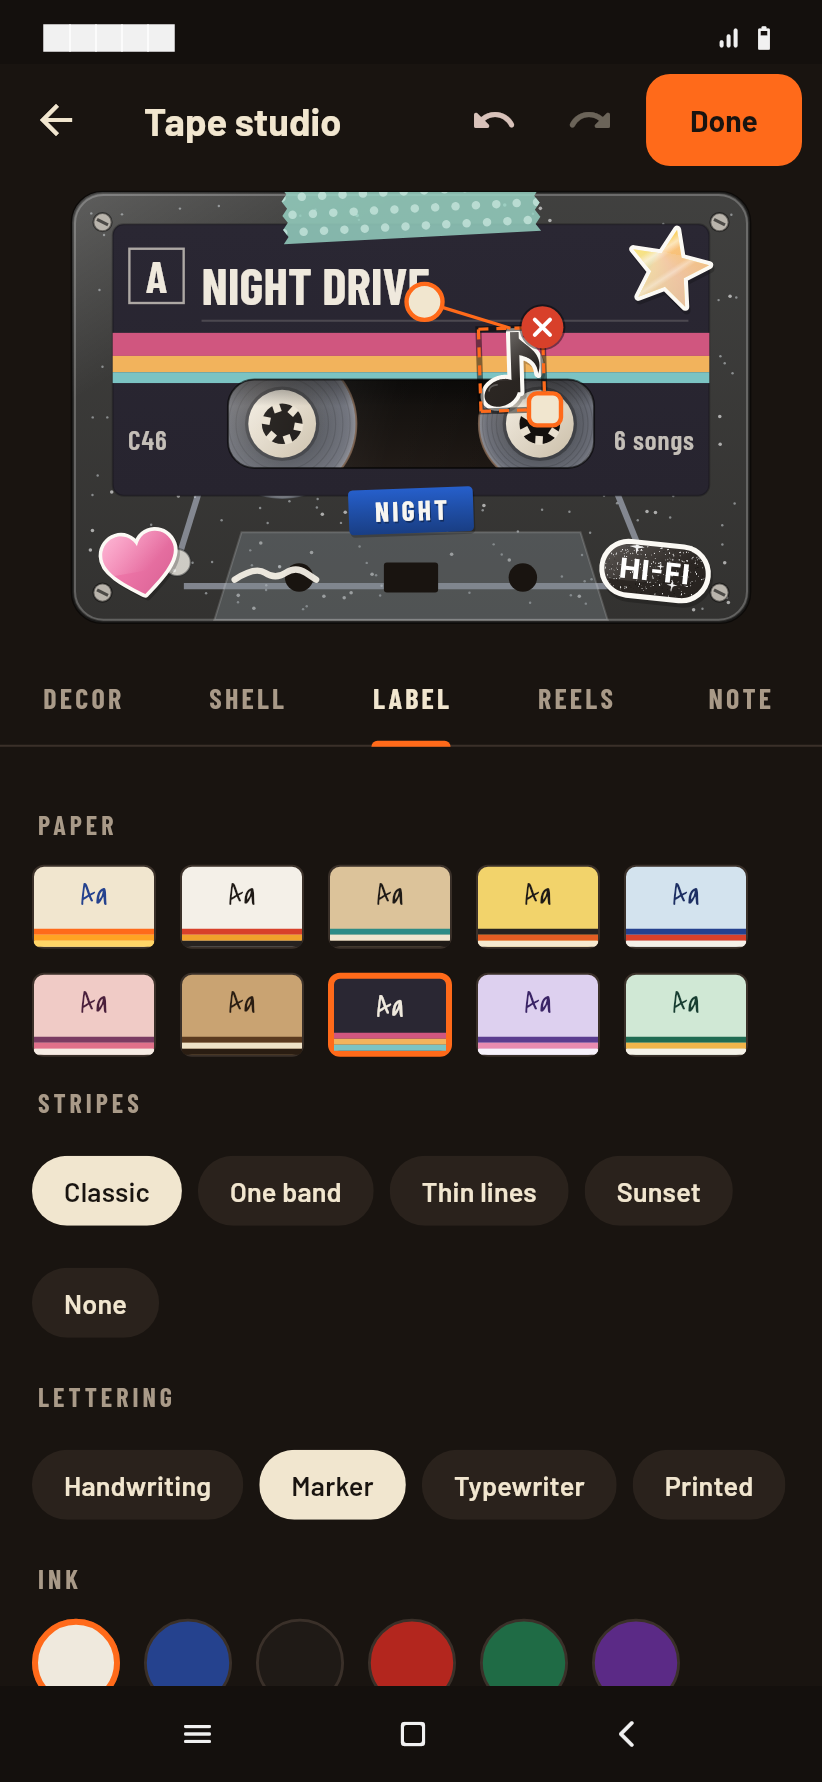 Tape studio
Done
A
NIGHT DRIVE
C46
6 songs
NIGHT
HI-FI
DECOR SHELL LABEL REELS NOTE
PAPER
Aa Aa Aa Aa Aa
Aa Aa Aa Aa Aa
STRIPES
Classic One band Thin lines Sunset
None
LETTERING
Handwriting Marker Typewriter Printed
INK